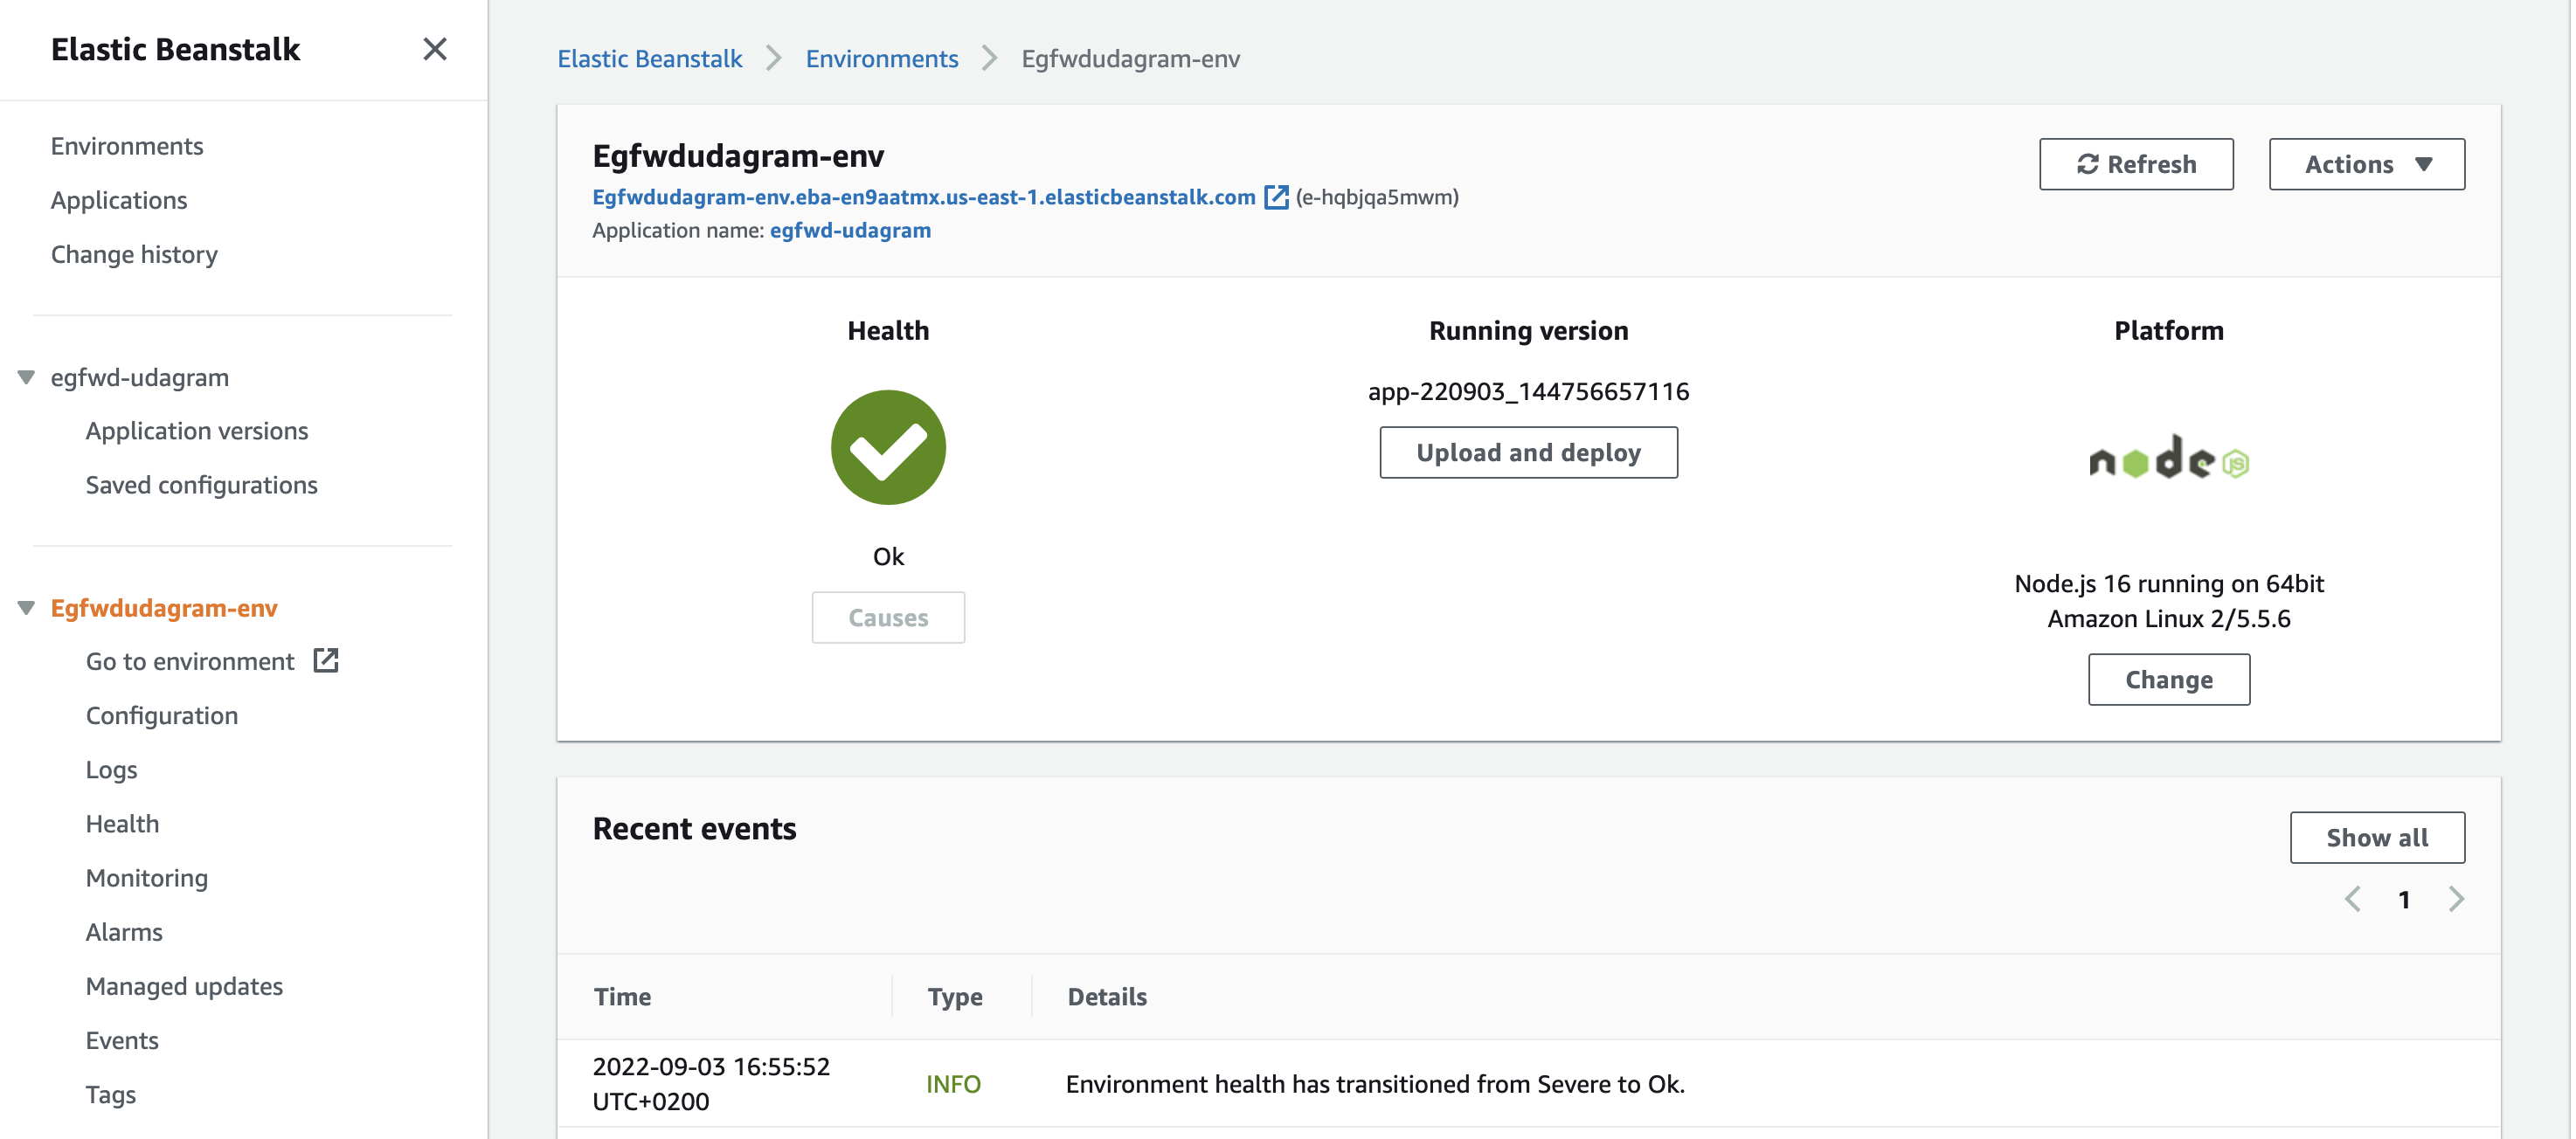 Elastic Beanstalk
Environments
Applications
Change history
egfwd-udagram
Application versions
Saved configurations
Egfwdudagram-env
Go to environment
Configuration
Logs
Health
Monitoring
Alarms
Managed updates
Events
Tags
Elastic Beanstalk
Environments
Egfwdudagram-env
Egfwdudagram-env
Egfwdudagram-env.eba-en9aatmx.us-east-1.elasticbeanstalk.com (e-hqbjqa5mwm)
Application name: egfwd-udagram
Refresh
Actions
Health
Ok
Causes
Running version
app-220903_144756657116
Upload and deploy
Platform
node JS
Node.js 16 running on 64bit
Amazon Linux 2/5.5.6
Change
Recent events
Show all
1
Time
Type
Details
2022-09-03 16:55:52
UTC+0200
INFO
Environment health has transitioned from Severe to Ok.